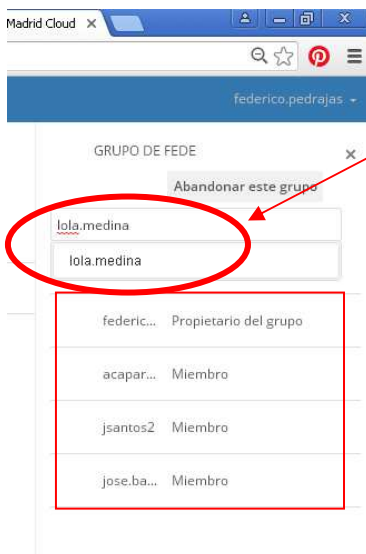 Madrid Cloud
federico.pedrajas
GRUPO DE FEDE
Abandonar este grupo
lola.medina
lola.medina
federic... Propietario del grupo
acapar... Miembro
jsantos2 Miembro
jose.ba... Miembro